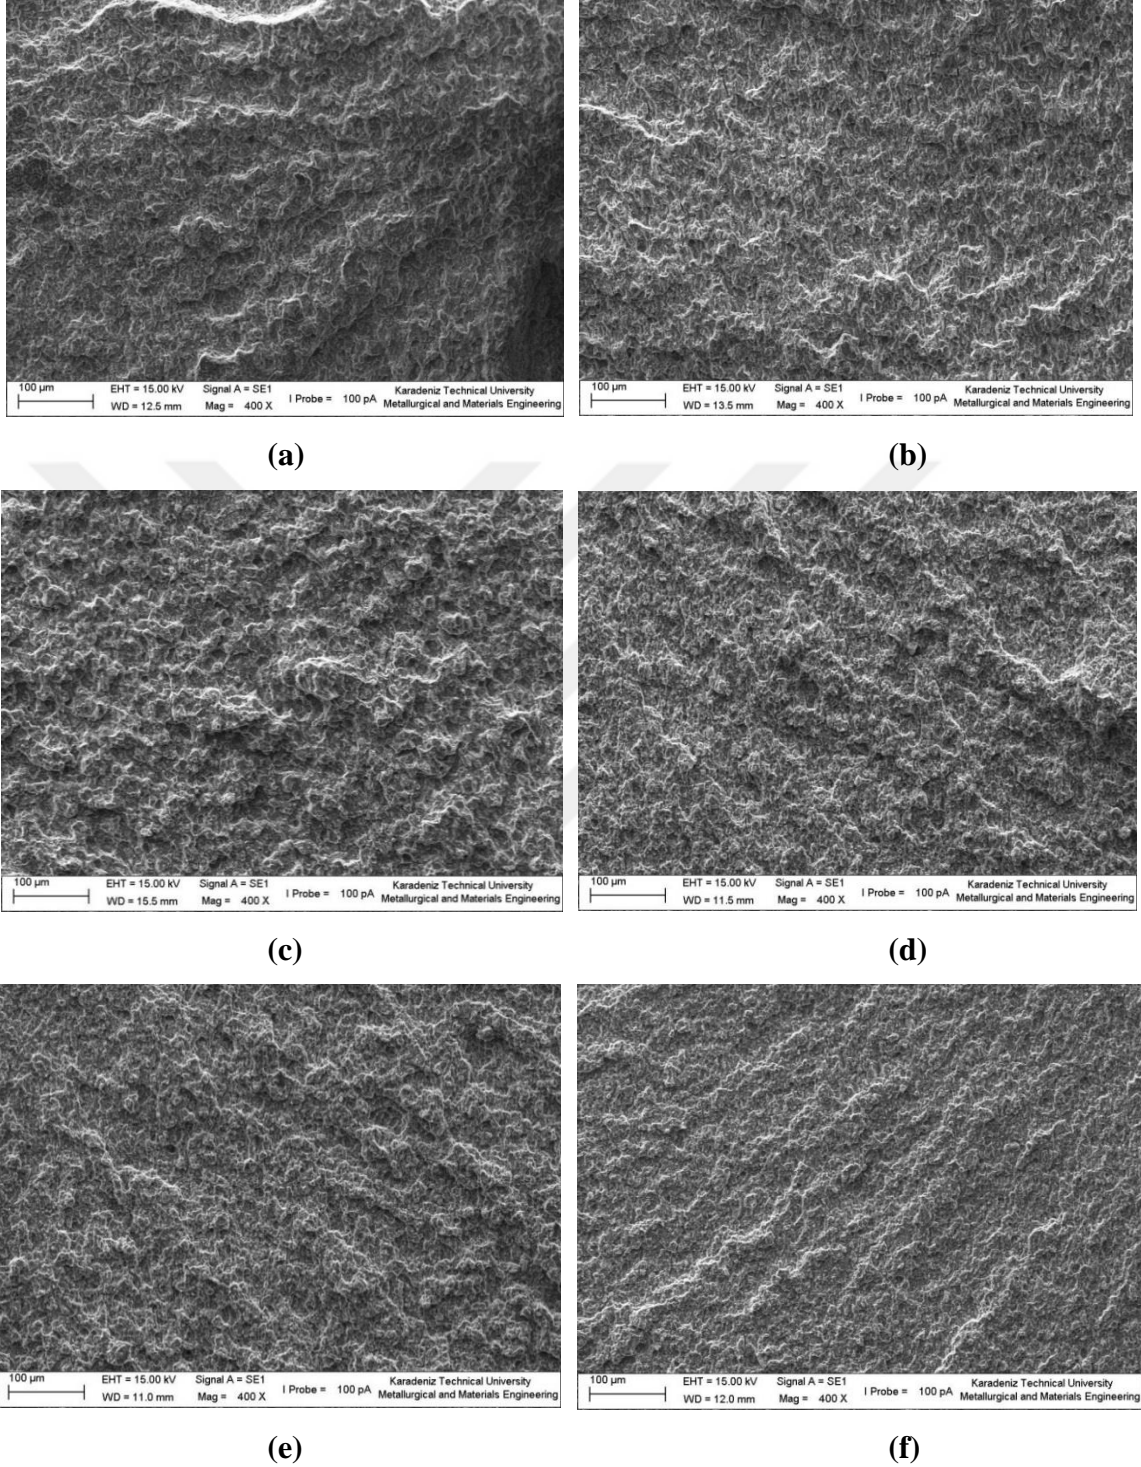 100 µm
EHT = 15.00 kV Signal A = SE1
WD = 12.5 mm Mag = 400 X
I Probe = 100 pA
Karadeniz Technical University
Metallurgical and Materials Engineering
100 µm
EHT = 15.00 kV Signal A = SE1
WD = 13.5 mm Mag = 400 X
I Probe = 100 pA
Karadeniz Technical University
Metallurgical and Materials Engineering
(a)
(b)
100 µm
EHT = 15.00 kV Signal A = SE1
WD = 15.5 mm Mag = 400 X
I Probe = 100 pA
Karadeniz Technical University
Metallurgical and Materials Engineering
100 µm
EHT = 15.00 kV Signal A = SE1
WD = 11.5 mm Mag = 400 X
I Probe = 100 pA
Karadeniz Technical University
Metallurgical and Materials Engineering
(c)
(d)
100 µm
EHT = 15.00 kV Signal A = SE1
WD = 11.0 mm Mag = 400 X
I Probe = 100 pA
Karadeniz Technical University
Metallurgical and Materials Engineering
100 µm
EHT = 15.00 kV Signal A = SE1
WD = 12.0 mm Mag = 400 X
I Probe = 100 pA
Karadeniz Technical University
Metallurgical and Materials Engineering
(e)
(f)